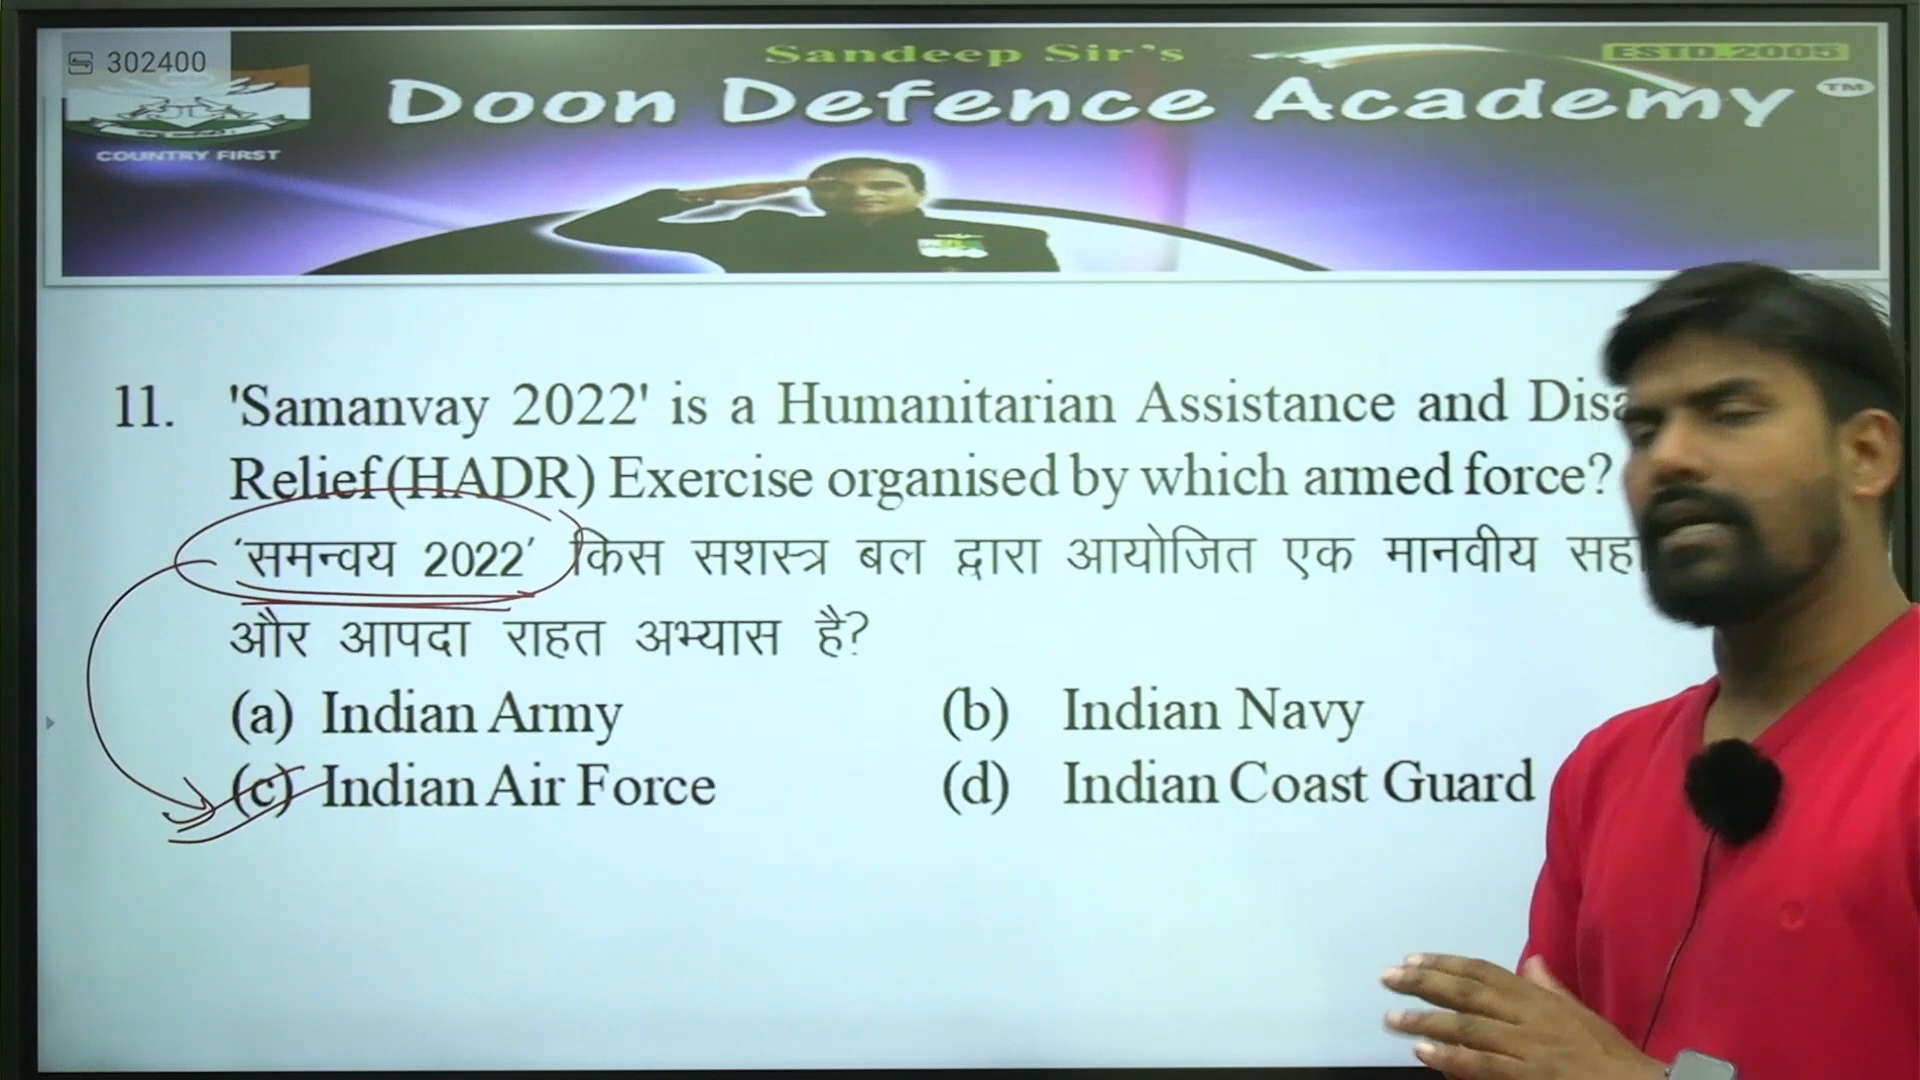 302400
Sandeep Sir's
ESTD.2005
Doon Defence Academy ™
COUNTRY FIRST
11. 'Samanvay 2022' is a Humanitarian Assistance and
Relief(HADR) Exercise organised by which armed force?
'समन्वय 2022' किस सशस्त्र बल द्वारा आयोजित एक मानवीय
और आपदा राहत अभ्यास है?
(a) Indian Army (b) Indian Navy
(c) Indian Air Force (d) Indian Coast Guard